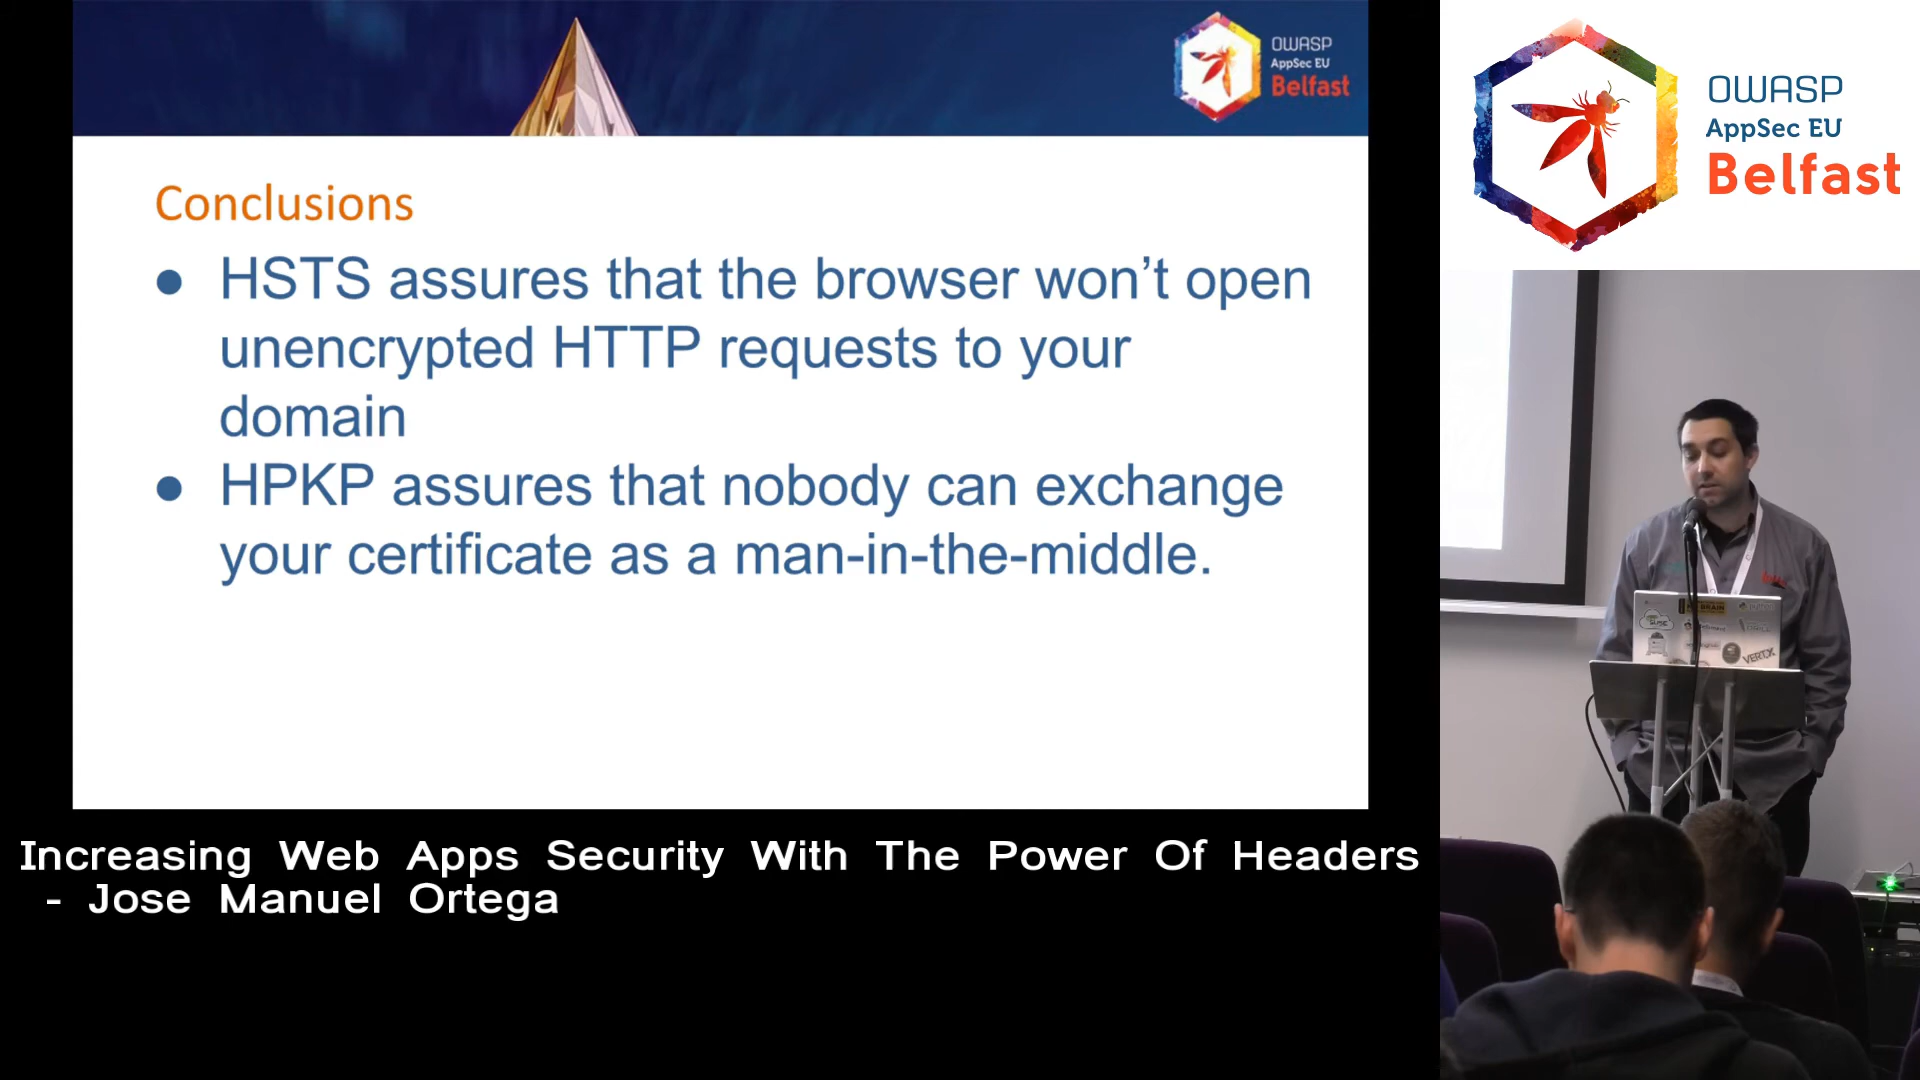 OWASP
AppSec EU
Belfast
Conclusions
● HSTS assures that the browser won't open
unencrypted HTTP requests to your
domain
● HPKP assures that nobody can exchange
your certificate as a man-in-the-middle.
Increasing Web Apps Security With The Power Of Headers
- Jose Manuel Ortega
OWASP
AppSec EU
Belfast
BRAIN
VERT.X